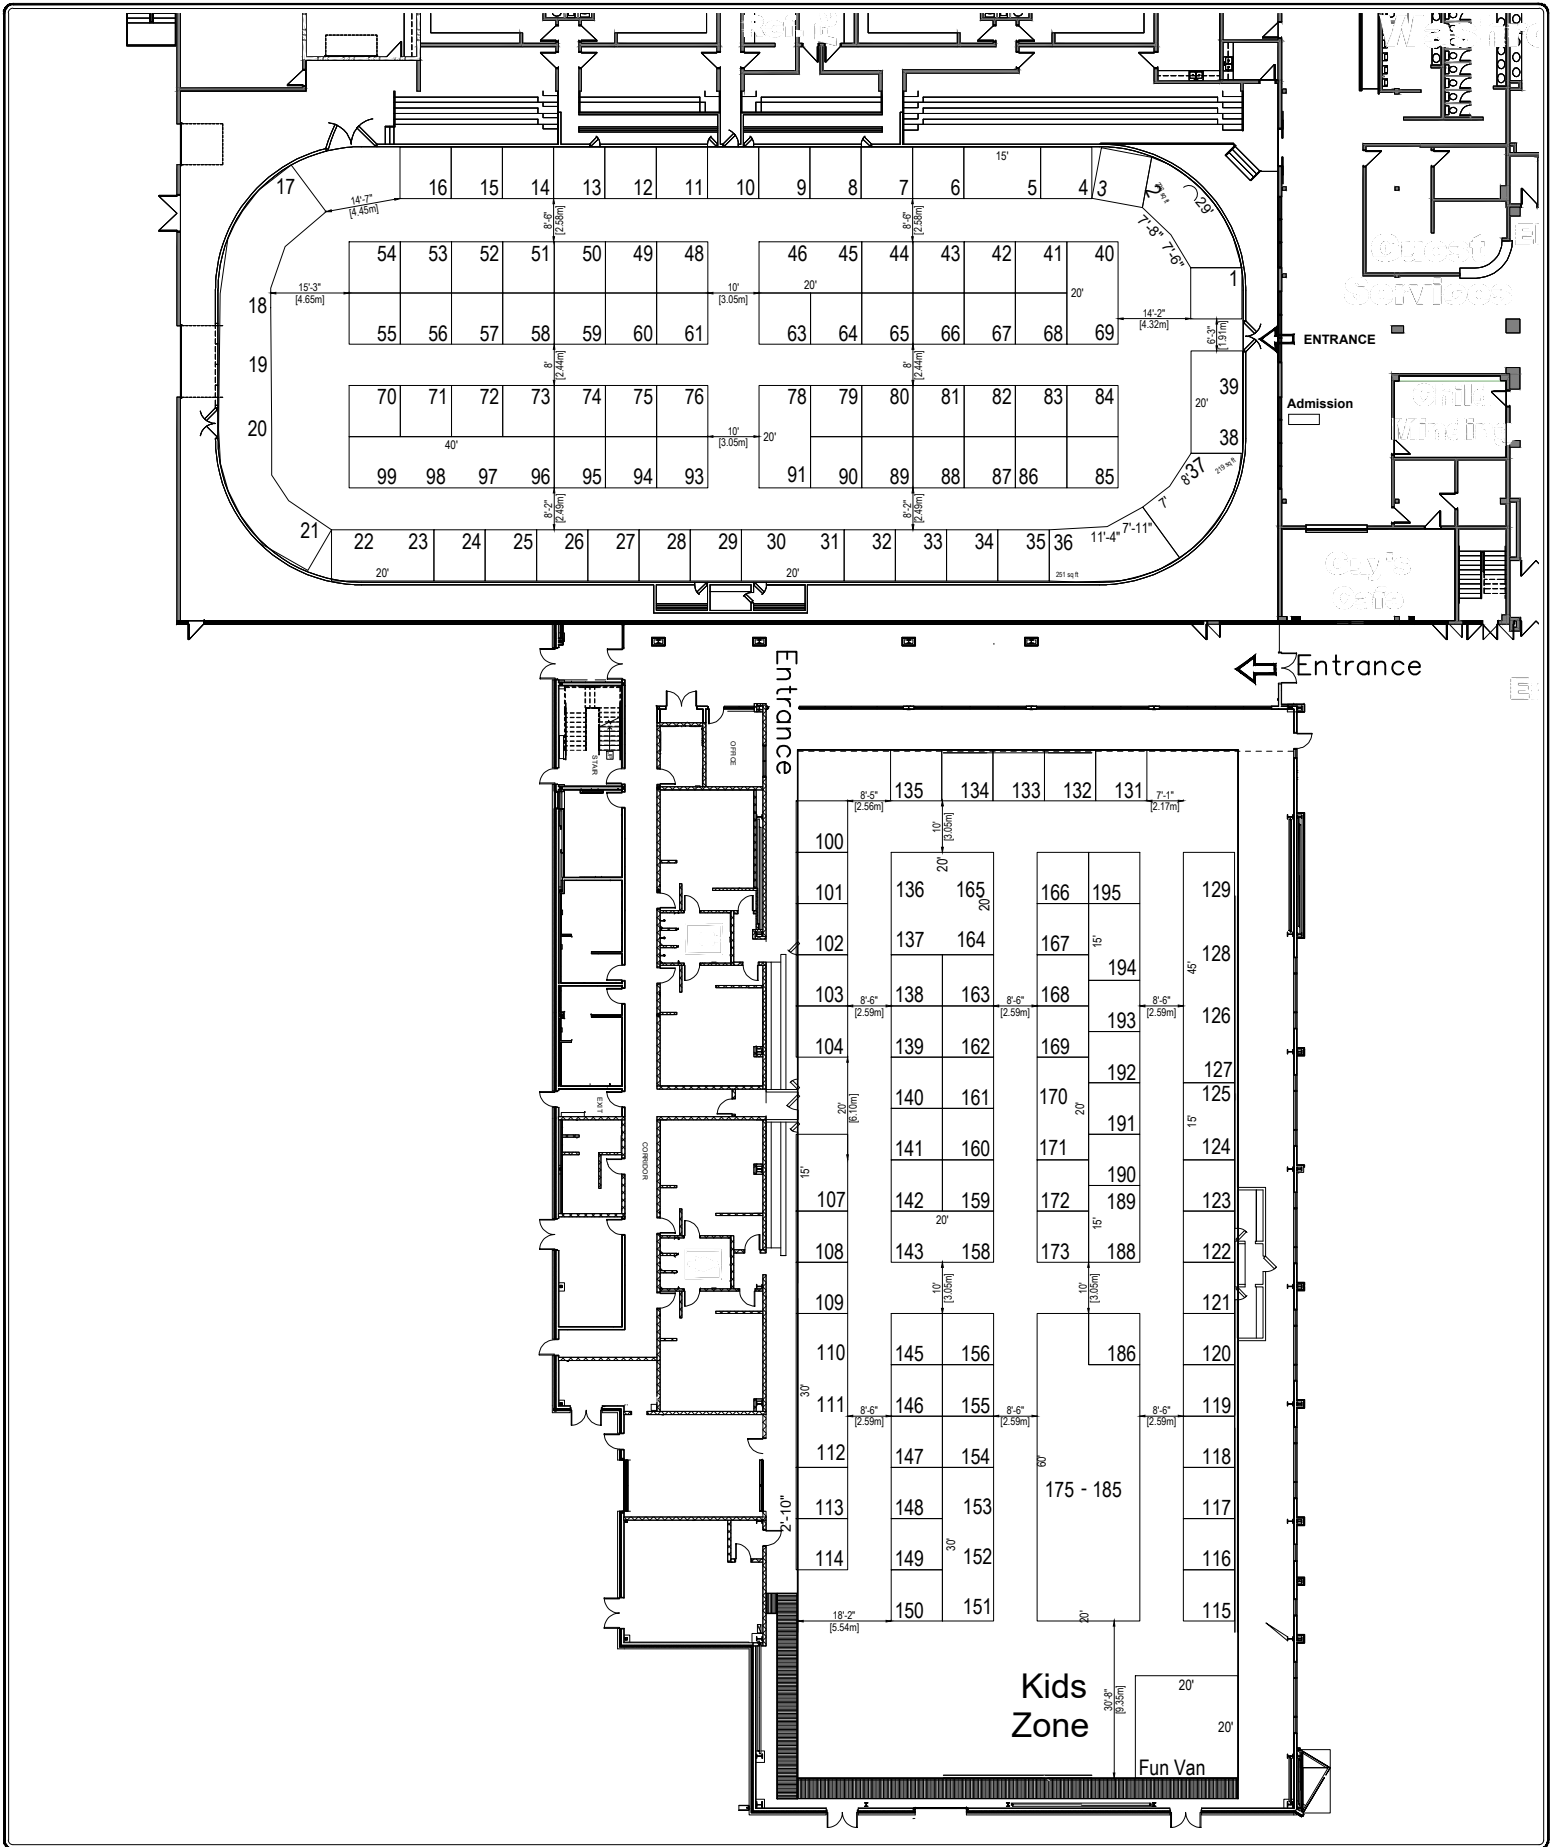 Refrig
Washro
17 16 15 14 13 12 11 10 9 8 7 6 15' 5 4 3 2 29'
14'-7"
[4.45m]
8'-6"
[2.58m]
8'-6"
[2.58m]
7'-8"
7'-6"
Guest
Services
54 53 52 51 50 49 48 46 45 44 43 42 41 40
1
18 15'-3" 10' 20' 20'
[4.65m] [3.05m]
14'-2"
[4.32m]
6'-3"
[1.91m]
55 56 57 58 59 60 61 63 64 65 66 67 68 69
ENTRANCE
19
8'
[2.44m]
8'
[2.44m]
70 71 72 73 74 75 76 78 79 80 81 82 83 84
39
20'
38
Admission
Child
Minding
20
40'
10'
[3.05m]
20'
99 98 97 96 95 94 93 91 90 89 88 87 86 85
37
219 sq ft
8'
7'
7'-11"
11'-4"
8'-2"
[2.49m]
8'-2"
[2.49m]
21 22 23 24 25 26 27 28 29 30 31 32 33 34 35 36
20' 20' 251 sq ft
Guy's
Cafe
Entrance
Entrance
E
E
OFFICE
STAIR
EXIT
CORRIDOR
135 134 133 132 131
8'-5"
[2.56m]
7'-1"
[2.17m]
10'
[3.05m]
100
20'
101 136 165 166 195 129
20'
102 137 164 167 15' 194 128
45'
103 138 163 168 193 126
8'-6" 8'-6" 8'-6"
[2.59m] [2.59m] [2.59m]
104 139 162 169 192 127
20'
[6.10m]
140 161 170 20' 191 125
15'
141 160 171 190 124
15'
107 142 159 172 189 123
20' 15'
108 143 158 173 188 122
10'
[3.05m]
10'
[3.05m]
109 121
110 145 156 186 120
30'
111 146 155 119
8'-6" 8'-6" 8'-6"
[2.59m] [2.59m] [2.59m]
112 147 154 60' 118
175 - 185
113 148 153 117
2'-10"
30'
114 149 152 116
150 151 20' 115
18'-2"
[5.54m]
30'-8"
[9.35m]
Kids
Zone
20'
20'
Fun Van